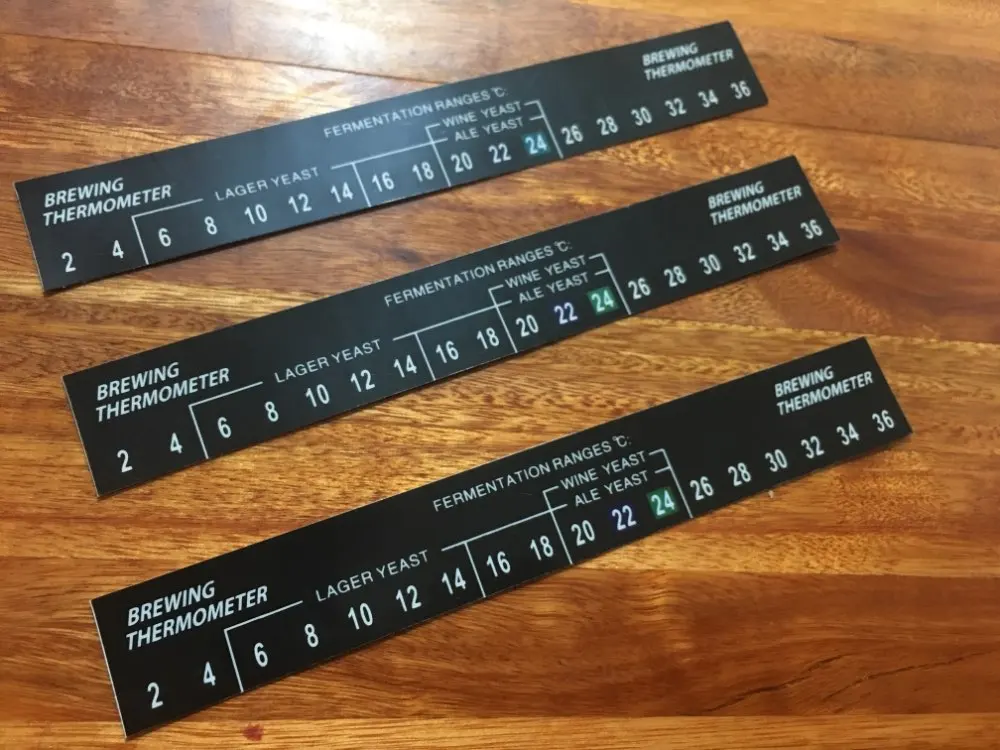 BREWING
THERMOMETER
FERMENTATION RANGES °C:
WINE YEAST
ALE YEAST
LAGER YEAST
BREWING
THERMOMETER
2 4 6 8 10 12 14 16 18 20 22 24 26 28 30 32 34 36
BREWING
THERMOMETER
FERMENTATION RANGES °C:
WINE YEAST
ALE YEAST
LAGER YEAST
BREWING
THERMOMETER
2 4 6 8 10 12 14 16 18 20 22 24 26 28 30 32 34 36
BREWING
THERMOMETER
FERMENTATION RANGES °C:
WINE YEAST
ALE YEAST
LAGER YEAST
BREWING
THERMOMETER
2 4 6 8 10 12 14 16 18 20 22 24 26 28 30 32 34 36